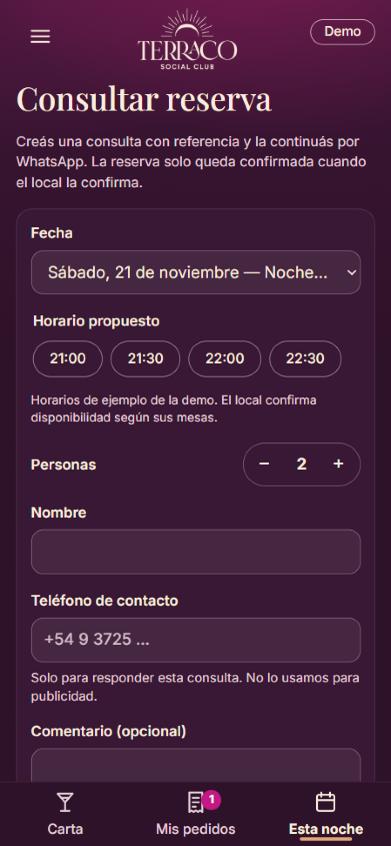 TERRACO
SOCIAL CLUB
Demo
Consultar reserva
Creás una consulta con referencia y la continuás por
WhatsApp. La reserva solo queda confirmada cuando
el local la confirma.
Fecha
Sábado, 21 de noviembre — Noche...
Horario propuesto
21:00 21:30 22:00 22:30
Horarios de ejemplo de la demo. El local confirma
disponibilidad según sus mesas.
Personas − 2 +
Nombre
Teléfono de contacto
+54 9 3725 ...
Solo para responder esta consulta. No lo usamos para
publicidad.
Comentario (opcional)
1
Carta Mis pedidos Esta noche